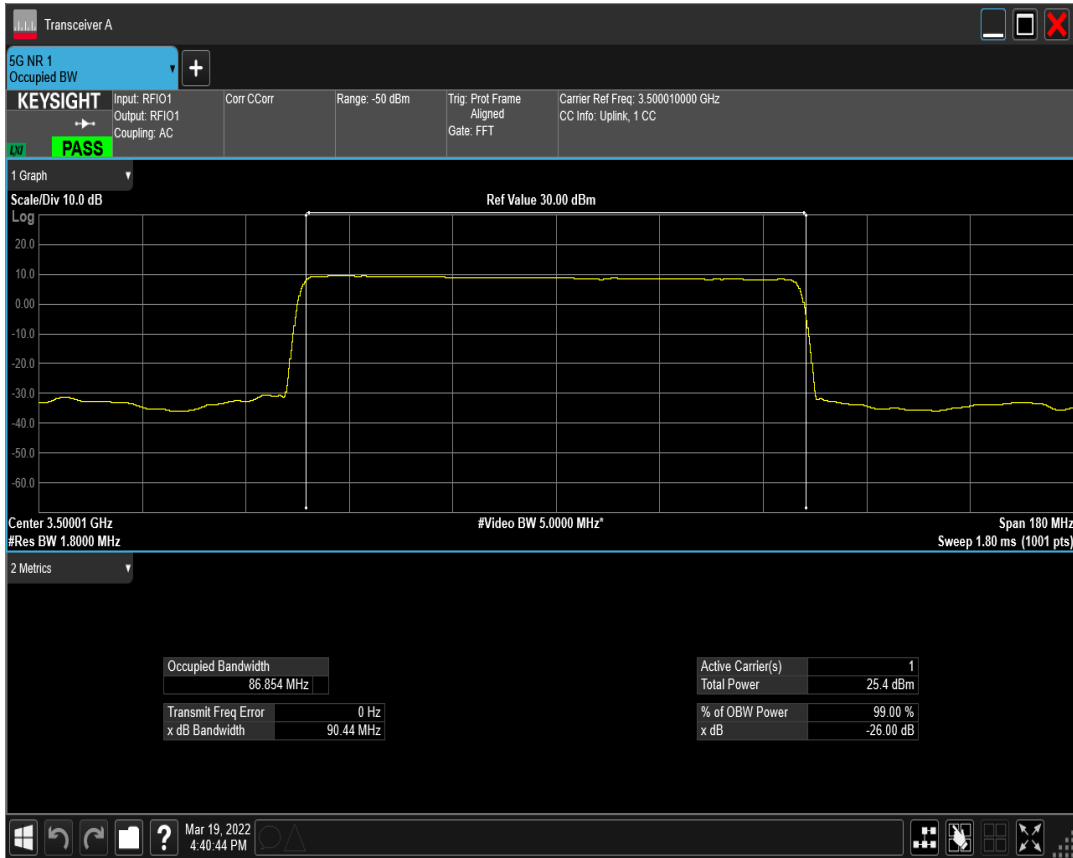 Transceiver A
5G NR 1
Occupied BW
+
KEYSIGHT
LXI
PASS
Input: RFIO1
Output: RFIO1
Coupling: AC
Corr CCorr
Range: -50 dBm
Trig: Prot Frame
Aligned
Gate: FFT
Carrier Ref Freq: 3.500010000 GHz
CC Info: Uplink, 1 CC
1 Graph
Scale/Div 10.0 dB
Ref Value 30.00 dBm
Log
20.0
10.0
0.00
-10.0
-20.0
-30.0
-40.0
-50.0
-60.0
Center 3.50001 GHz
#Video BW 5.0000 MHz*
Span 180 MHz
#Res BW 1.8000 MHz
Sweep 1.80 ms (1001 pts)
2 Metrics
Occupied Bandwidth
86.854 MHz
Transmit Freq Error 0 Hz
x dB Bandwidth 90.44 MHz
Active Carrier(s) 1
Total Power 25.4 dBm
% of OBW Power 99.00 %
x dB -26.00 dB
?
Mar 19, 2022
4:40:44 PM